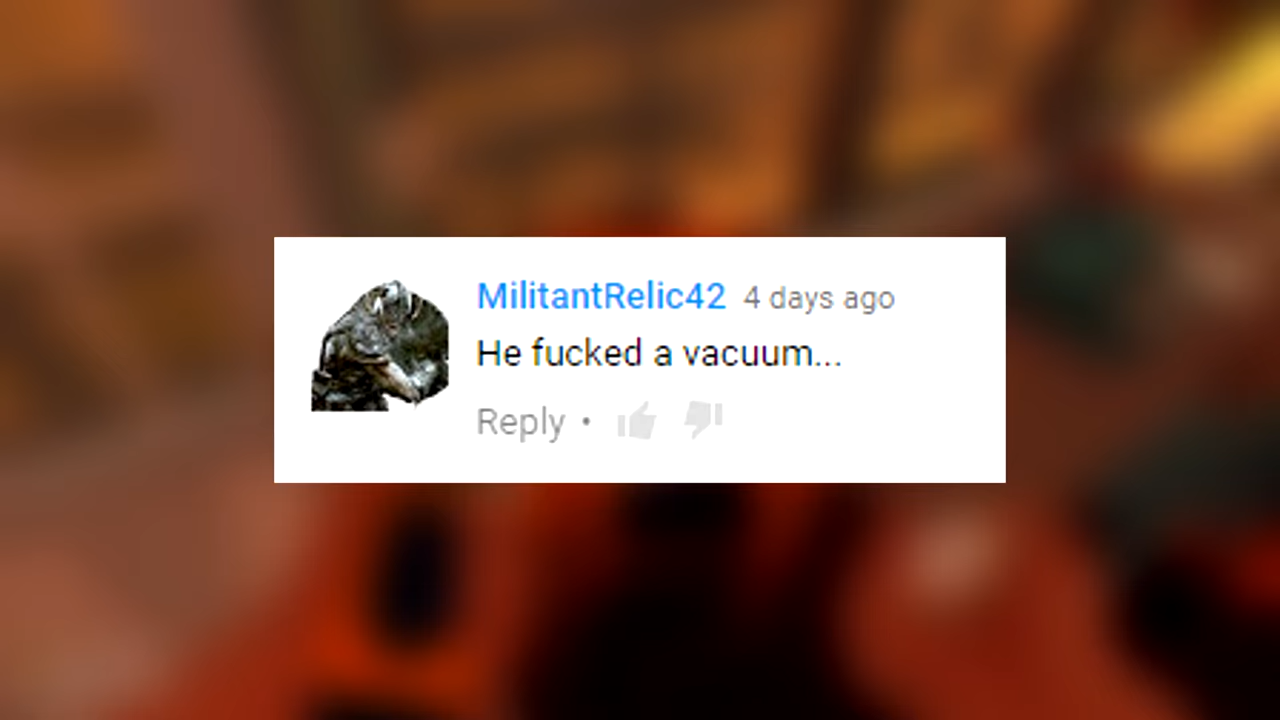 MilitantRelic42 4 days ago
He fucked a vacuum...
Reply •